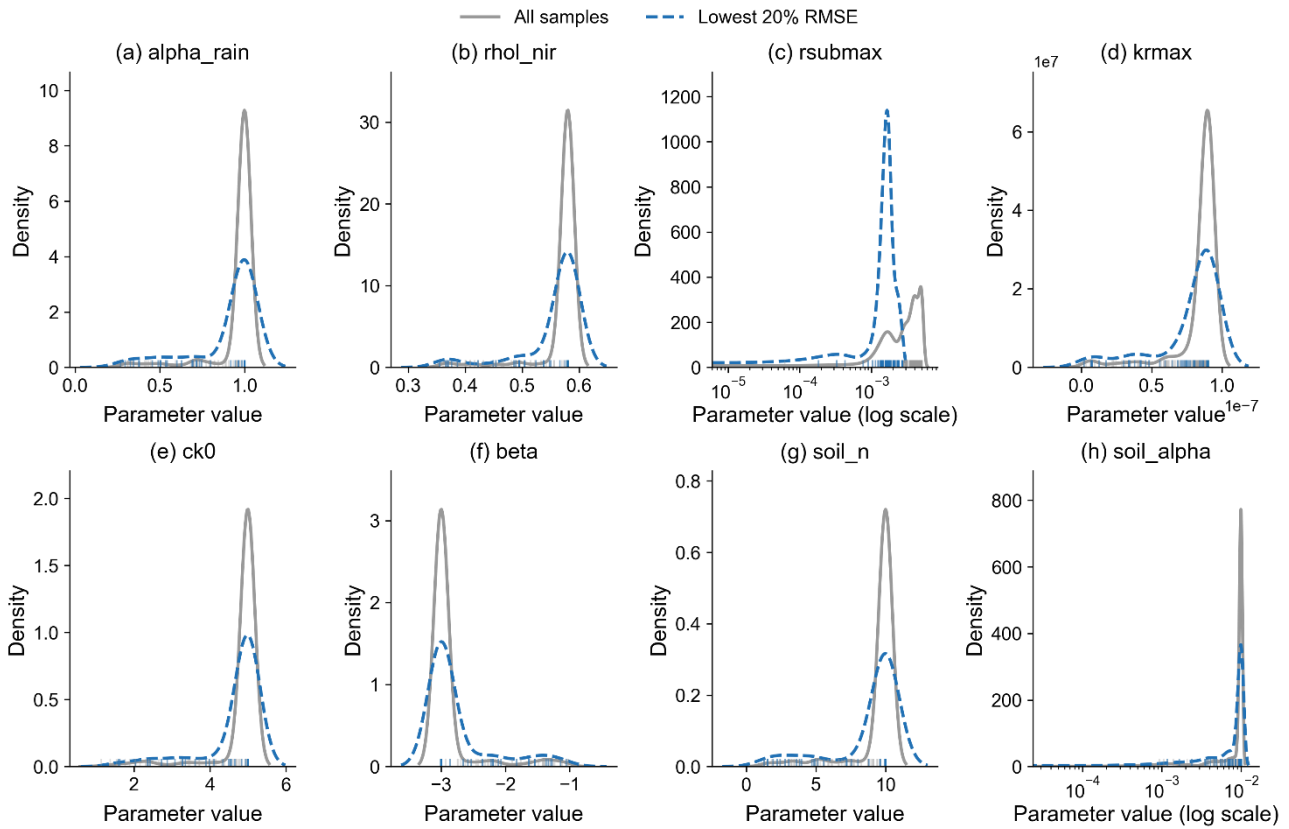 All samples Lowest 20% RMSE
(a) alpha_rain (b) rhol_nir (c) rsubmax (d) krmax
1e7
Density
10
8
6
4
2
0
0.0 0.5 1.0
Parameter value
Density
30
20
10
0
0.3 0.4 0.5 0.6
Parameter value
Density
1200
1000
800
600
400
200
0
10⁻⁵ 10⁻⁴ 10⁻³
Parameter value (log scale)
Density
6
4
2
0
0.0 0.5 1.0
1e-7
Parameter value
(e) ck0 (f) beta (g) soil_n (h) soil_alpha
Density
2.0
1.5
1.0
0.5
0.0
2 4 6
Parameter value
Density
3
2
1
0
−3 −2 −1
Parameter value
Density
0.8
0.6
0.4
0.2
0.0
0 5 10
Parameter value
Density
800
600
400
200
0
10⁻⁴ 10⁻³ 10⁻²
Parameter value (log scale)